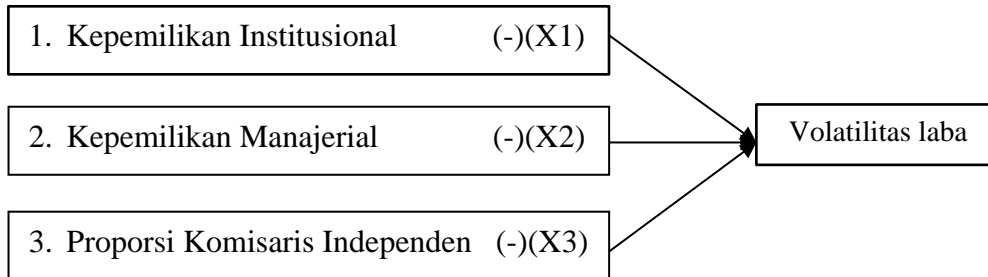 1. Kepemilikan Institusional (-)(X1)
2. Kepemilikan Manajerial (-)(X2)
Volatilitas laba
3. Proporsi Komisaris Independen (-)(X3)